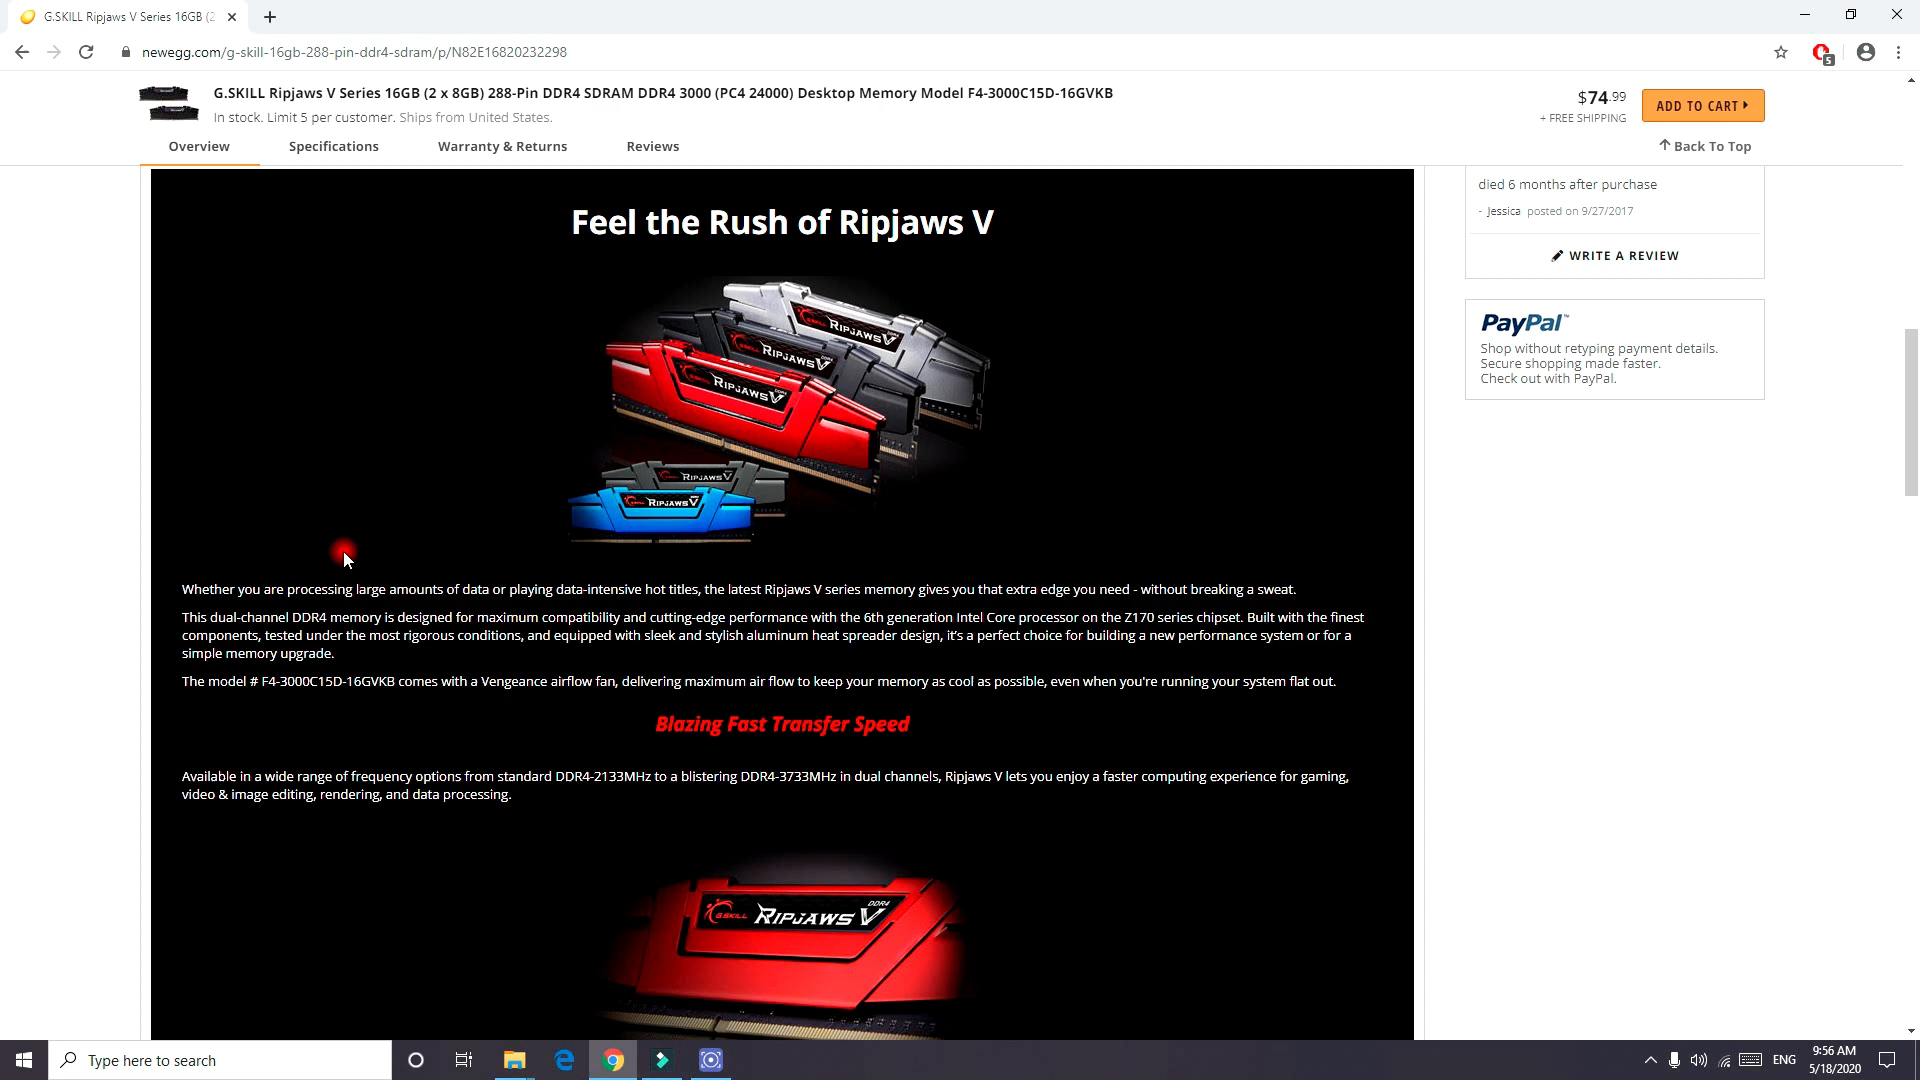 G.SKILL Ripjaws V Series 16GB (2
newegg.com/g-skill-16gb-288-pin-ddr4-sdram/p/N82E16820232298
5
G.SKILL Ripjaws V Series 16GB (2 x 8GB) 288-Pin DDR4 SDRAM DDR4 3000 (PC4 24000) Desktop Memory Model F4-3000C15D-16GVKB
In stock. Limit 5 per customer. Ships from United States.
$74.99
+ FREE SHIPPING
ADD TO CART
Overview
Specifications
Warranty & Returns
Reviews
Back To Top
died 6 months after purchase
- Jessica posted on 9/27/2017
WRITE A REVIEW
PayPal™
Shop without retyping payment details.
Secure shopping made faster.
Check out with PayPal.
Feel the Rush of Ripjaws V
RIPJAWS V
RIPJAWS V
RIPJAWS V
RIPJAWS V
RIPJAWS V
Whether you are processing large amounts of data or playing data-intensive hot titles, the latest Ripjaws V series memory gives you that extra edge you need - without breaking a sweat.
This dual-channel DDR4 memory is designed for maximum compatibility and cutting-edge performance with the 6th generation Intel Core processor on the Z170 series chipset. Built with the finest
components, tested under the most rigorous conditions, and equipped with sleek and stylish aluminum heat spreader design, it's a perfect choice for building a new performance system or for a
simple memory upgrade.
The model # F4-3000C15D-16GVKB comes with a Vengeance airflow fan, delivering maximum air flow to keep your memory as cool as possible, even when you're running your system flat out.
Blazing Fast Transfer Speed
Available in a wide range of frequency options from standard DDR4-2133MHz to a blistering DDR4-3733MHz in dual channels, Ripjaws V lets you enjoy a faster computing experience for gaming,
video & image editing, rendering, and data processing.
G.SKILL RIPJAWS V DDR4
Type here to search
ENG
9:56 AM
5/18/2020